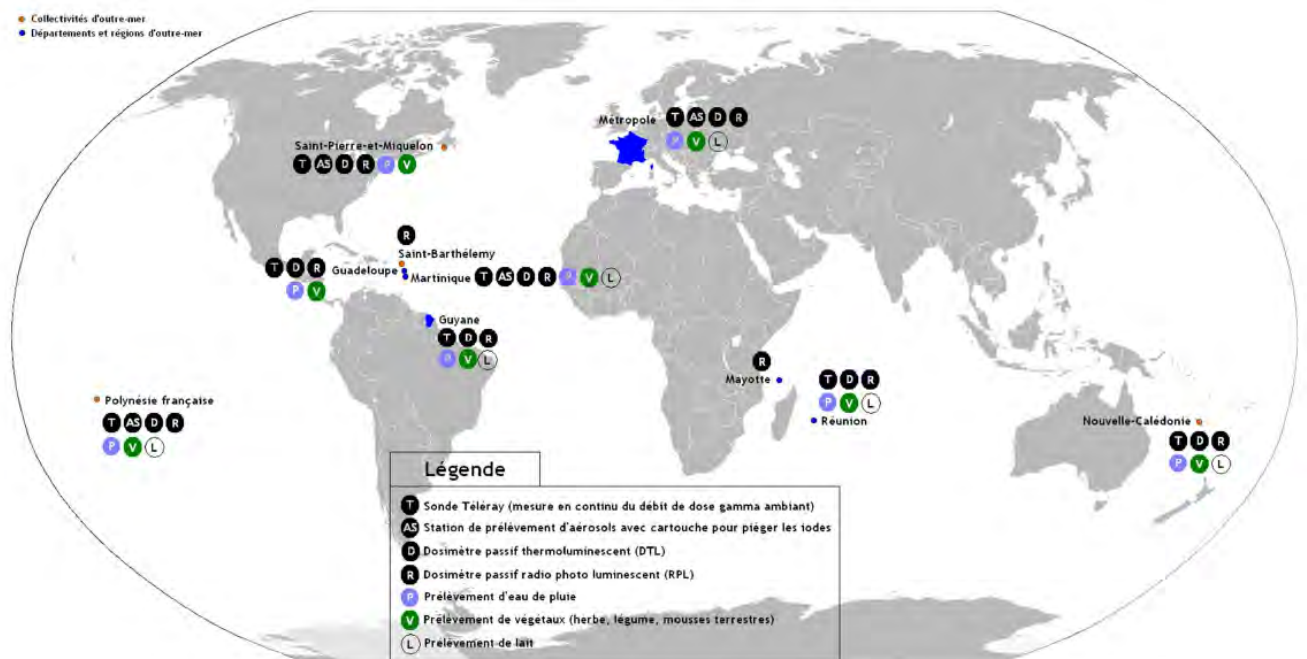 Collectivités d'outre-mer
Départements et régions d'outre-mer
Métropole T AS D R
P V L
Saint-Pierre-et-Miquelon
T AS D R P V
R
Saint-Barthélemy
T D R Guadeloupe
P V
Martinique T AS D R P V L
Guyane
T D R
P V L
R
Mayotte
T D R
P V L
Réunion
Polynésie française
T AS D R
P V L
Nouvelle-Calédonie
T D R
P V L
Légende
T Sonde Téléray (mesure en continu du débit de dose gamma ambiant)
AS Station de prélèvement d'aérosols avec cartouche pour piéger les iodes
D Dosimètre passif thermoluminescent (DTL)
R Dosimètre passif radio photo luminescent (RPL)
P Prélèvement d'eau de pluie
V Prélèvement de végétaux (herbe, légume, mousses terrestres)
L Prélèvement de lait